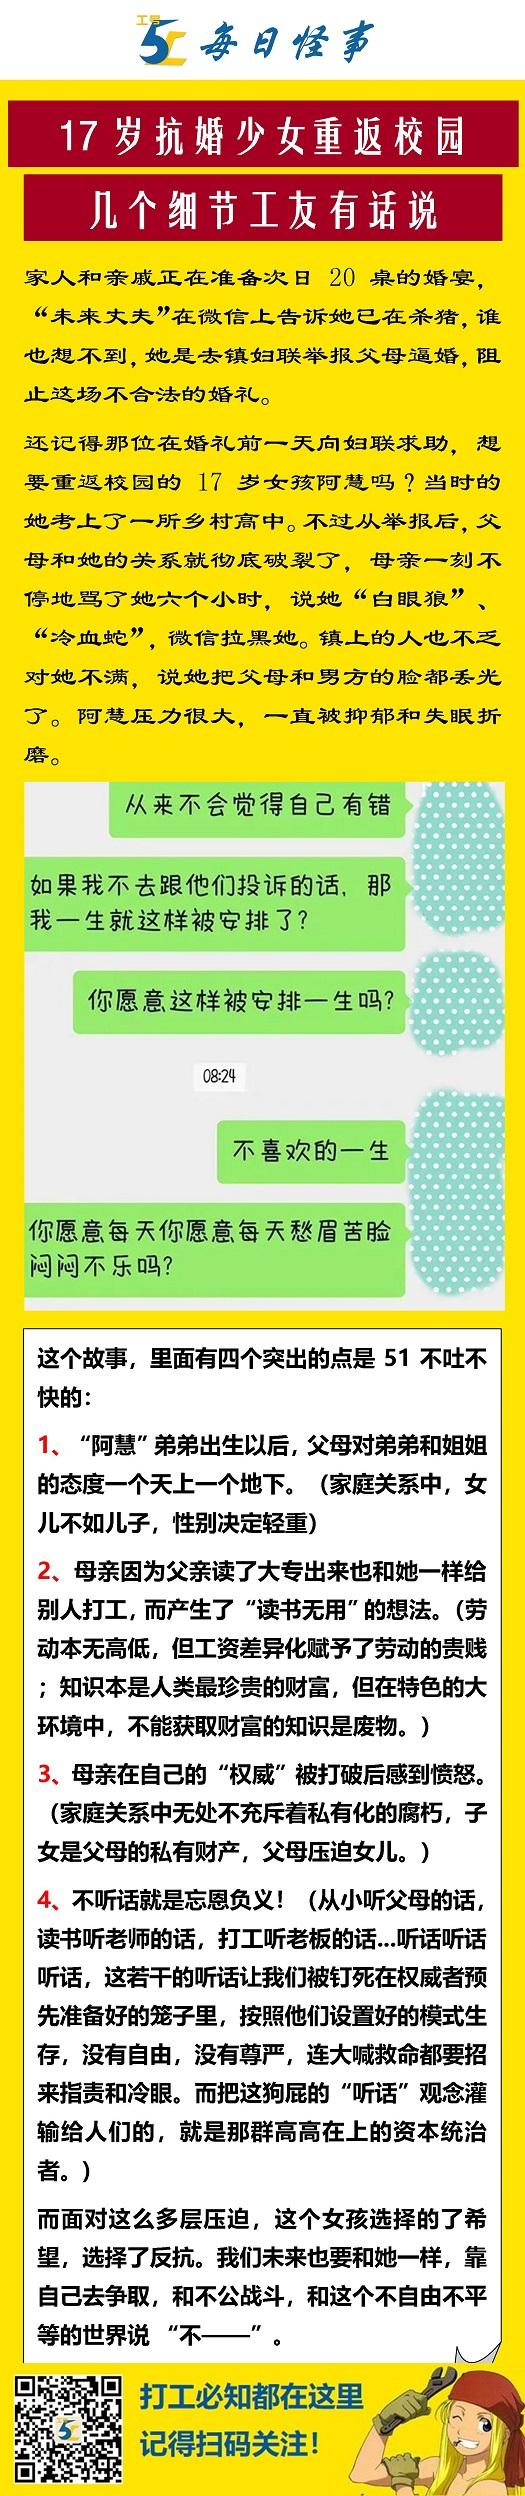 工号
51
每日怪事
17 岁抗婚少女重返校园
几个细节工友有话说
家人和亲戚正在准备次日 20 桌的婚宴，
“未来丈夫”在微信上告诉她已在杀猪，谁
也想不到，她是去镇妇联举报父母逼婚，阻
止这场不合法的婚礼。
还记得那位在婚礼前一天向妇联求助，想
要重返校园的 17 岁女孩阿慧吗？当时的
她考上了一所乡村高中。不过从举报后，父
母和她的关系就彻底破裂了，母亲一刻不
停地骂了她六个小时，说她“白眼狼”、
“冷血蛇”，微信拉黑她。镇上的人也不乏
对她不满，说她把父母和男方的脸都丢光
了。阿慧压力很大，一直被抑郁和失眠折
磨。
从来不会觉得自己有错
如果我不去跟他们投诉的话，那
我一生就这样被安排了？
你愿意这样被安排一生吗？
08:24
不喜欢的一生
你愿意每天你愿意每天愁眉苦脸
闷闷不乐吗？
这个故事，里面有四个突出的点是 51 不吐不
快的：
1、“阿慧”弟弟出生以后，父母对弟弟和姐姐
的态度一个天上一个地下。（家庭关系中，女
儿不如儿子，性别决定轻重）
2、母亲因为父亲读了大专出来也和她一样给
别人打工，而产生了“读书无用”的想法。（劳
动本无高低，但工资差异化赋予了劳动的贵贱
；知识本是人类最珍贵的财富，但在特色的大
环境中，不能获取财富的知识是废物。）
3、母亲在自己的“权威”被打破后感到愤怒。
（家庭关系中无处不充斥着私有化的腐朽，子
女是父母的私有财产，父母压迫女儿。）
4、不听话就是忘恩负义！（从小听父母的话，
读书听老师的话，打工听老板的话...听话听话
听话，这若干的听话让我们被钉死在权威者预
先准备好的笼子里，按照他们设置好的模式生
存，没有自由，没有尊严，连大喊救命都要招
来指责和冷眼。而把这狗屁的“听话”观念灌
输给人们的，就是那群高高在上的资本统治
者。）
而面对这么多层压迫，这个女孩选择的了希
望，选择了反抗。我们未来也要和她一样，靠
自己去争取，和不公战斗，和这个不自由不平
等的世界说 “不——”。
打工必知都在这里
记得扫码关注！